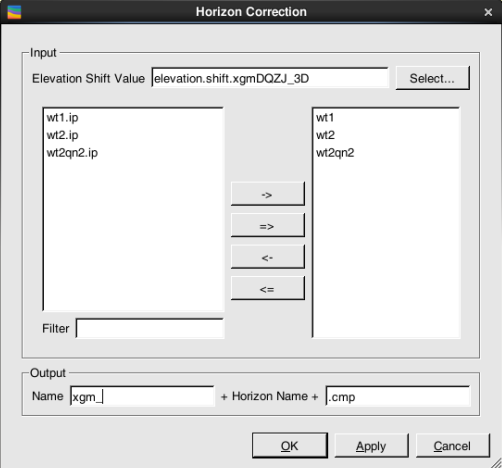 Horizon Correction
Input
Elevation Shift Value elevation.shift.xgmDQZJ_3D Select...
wt1.ip
wt2.ip
wt2qn2.ip
->
=>
<-
<=
wt1
wt2
wt2qn2
Filter
Output
Name xgm_ + Horizon Name + .cmp
OK Apply Cancel